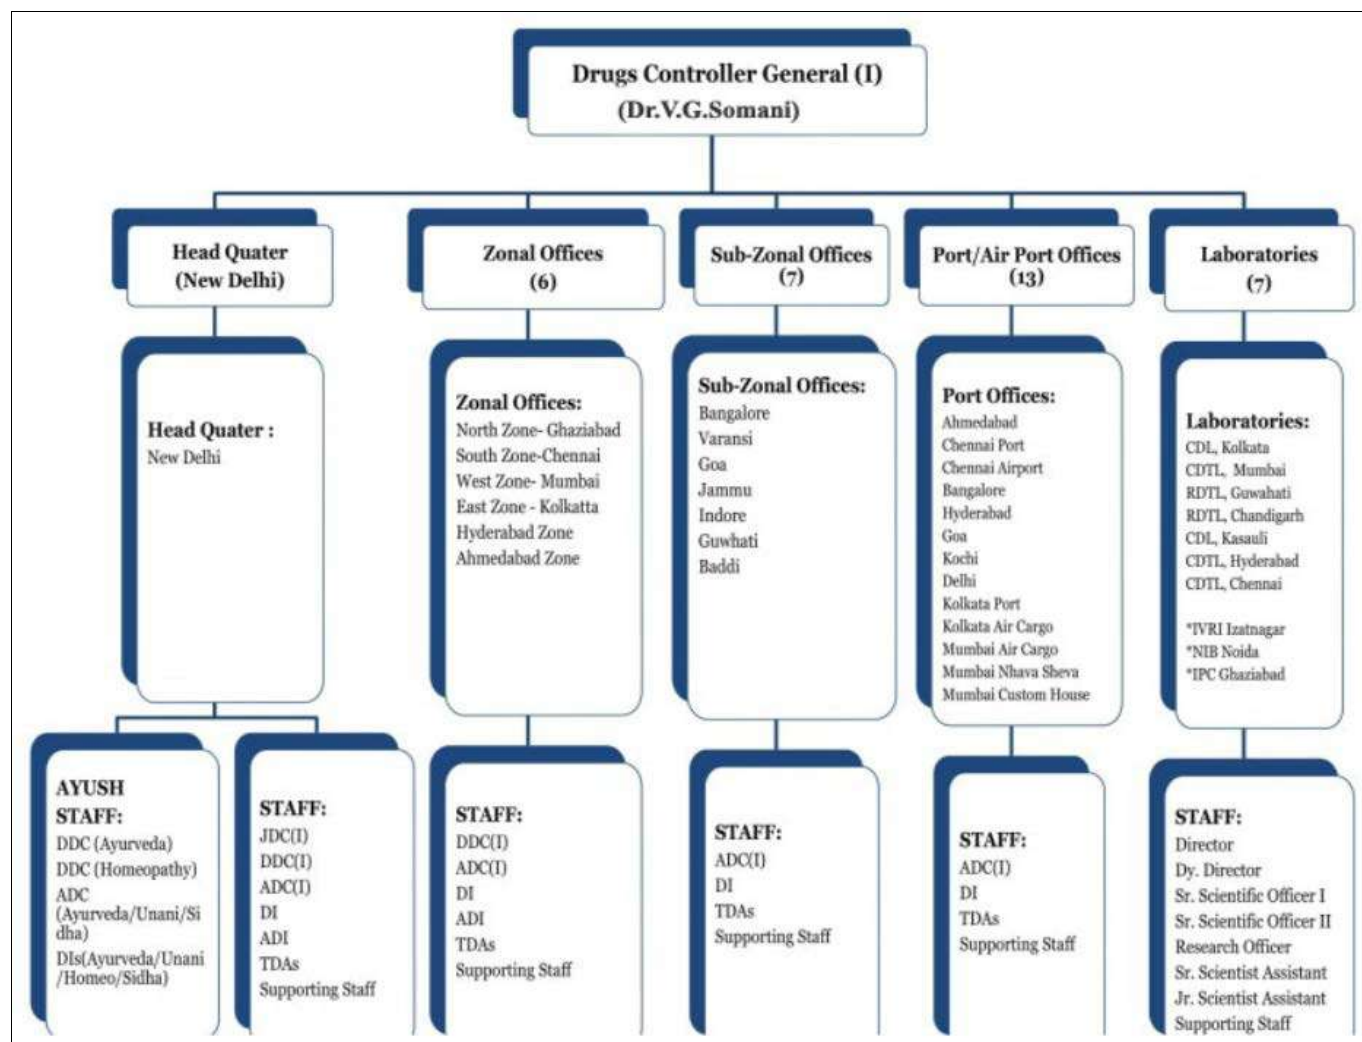 Drugs Controller General (I)
(Dr.V.G.Somani)
Head Quater
(New Delhi)
Zonal Offices
(6)
Sub-Zonal Offices
(7)
Port/Air Port Offices
(13)
Laboratories
(7)
Head Quater :
New Delhi
Zonal Offices:
North Zone- Ghaziabad
South Zone-Chennai
West Zone- Mumbai
East Zone - Kolkatta
Hyderabad Zone
Ahmedabad Zone
Sub-Zonal Offices:
Bangalore
Varansi
Goa
Jammu
Indore
Guwhati
Baddi
Port Offices:
Ahmedabad
Chennai Port
Chennai Airport
Bangalore
Hyderabad
Goa
Kochi
Delhi
Kolkata Port
Kolkata Air Cargo
Mumbai Air Cargo
Mumbai Nhava Sheva
Mumbai Custom House
Laboratories:
CDL, Kolkata
CDTL, Mumbai
RDTL, Guwahati
RDTL, Chandigarh
CDL, Kasauli
CDTL, Hyderabad
CDTL, Chennai
*IVRI Izatnagar
*NIB Noida
*IPC Ghaziabad
AYUSH
STAFF:
DDC (Ayurveda)
DDC (Homeopathy)
ADC
(Ayurveda/Unani/Si
dha)
DIs(Ayurveda/Unani
/Homeo/Sidha)
STAFF:
JDC(I)
DDC(I)
ADC(I)
DI
ADI
TDAs
Supporting Staff
STAFF:
DDC(I)
ADC(I)
DI
ADI
TDAs
Supporting Staff
STAFF:
ADC(I)
DI
TDAs
Supporting Staff
STAFF:
ADC(I)
DI
TDAs
Supporting Staff
STAFF:
Director
Dy. Director
Sr. Scientific Officer I
Sr. Scientific Officer II
Research Officer
Sr. Scientist Assistant
Jr. Scientist Assistant
Supporting Staff